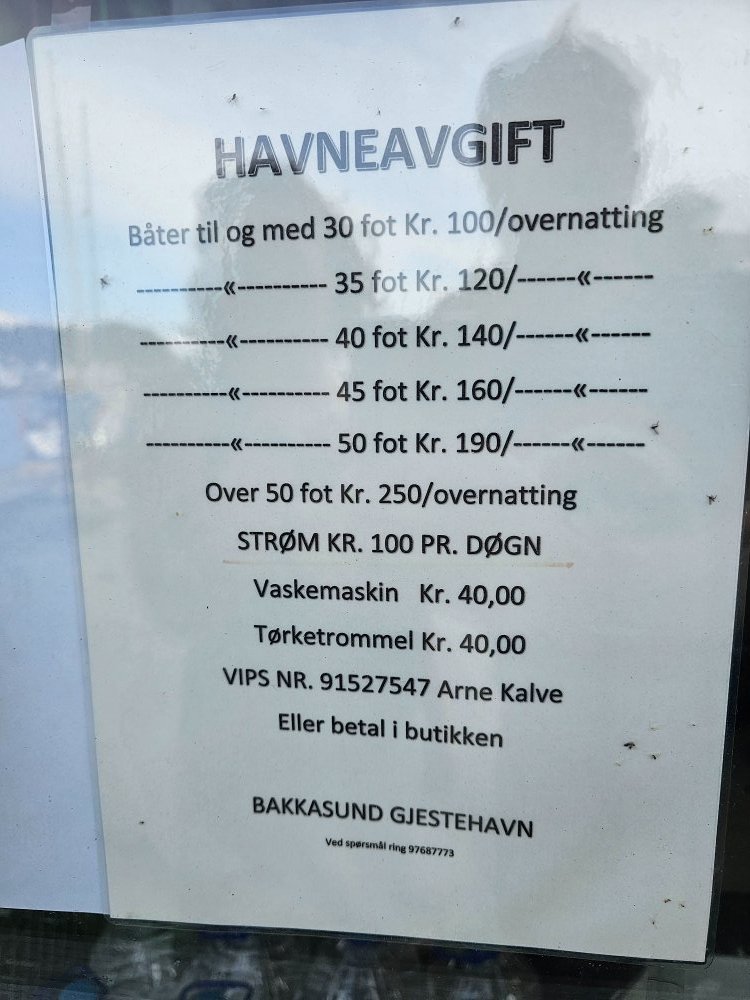 HAVNEAVGIFT
Båter til og med 30 fot Kr. 100/overnatting
----------«---------- 35 fot Kr. 120/------«------
----------«---------- 40 fot Kr. 140/------«------
----------«---------- 45 fot Kr. 160/------«------
----------«---------- 50 fot Kr. 190/------«------
Over 50 fot Kr. 250/overnatting
STRØM KR. 100 PR. DØGN
Vaskemaskin Kr. 40,00
Tørketrommel Kr. 40,00
VIPS NR. 91527547 Arne Kalve
Eller betal i butikken
BAKKASUND GJESTEHAVN
Ved spørsmål ring 97687773